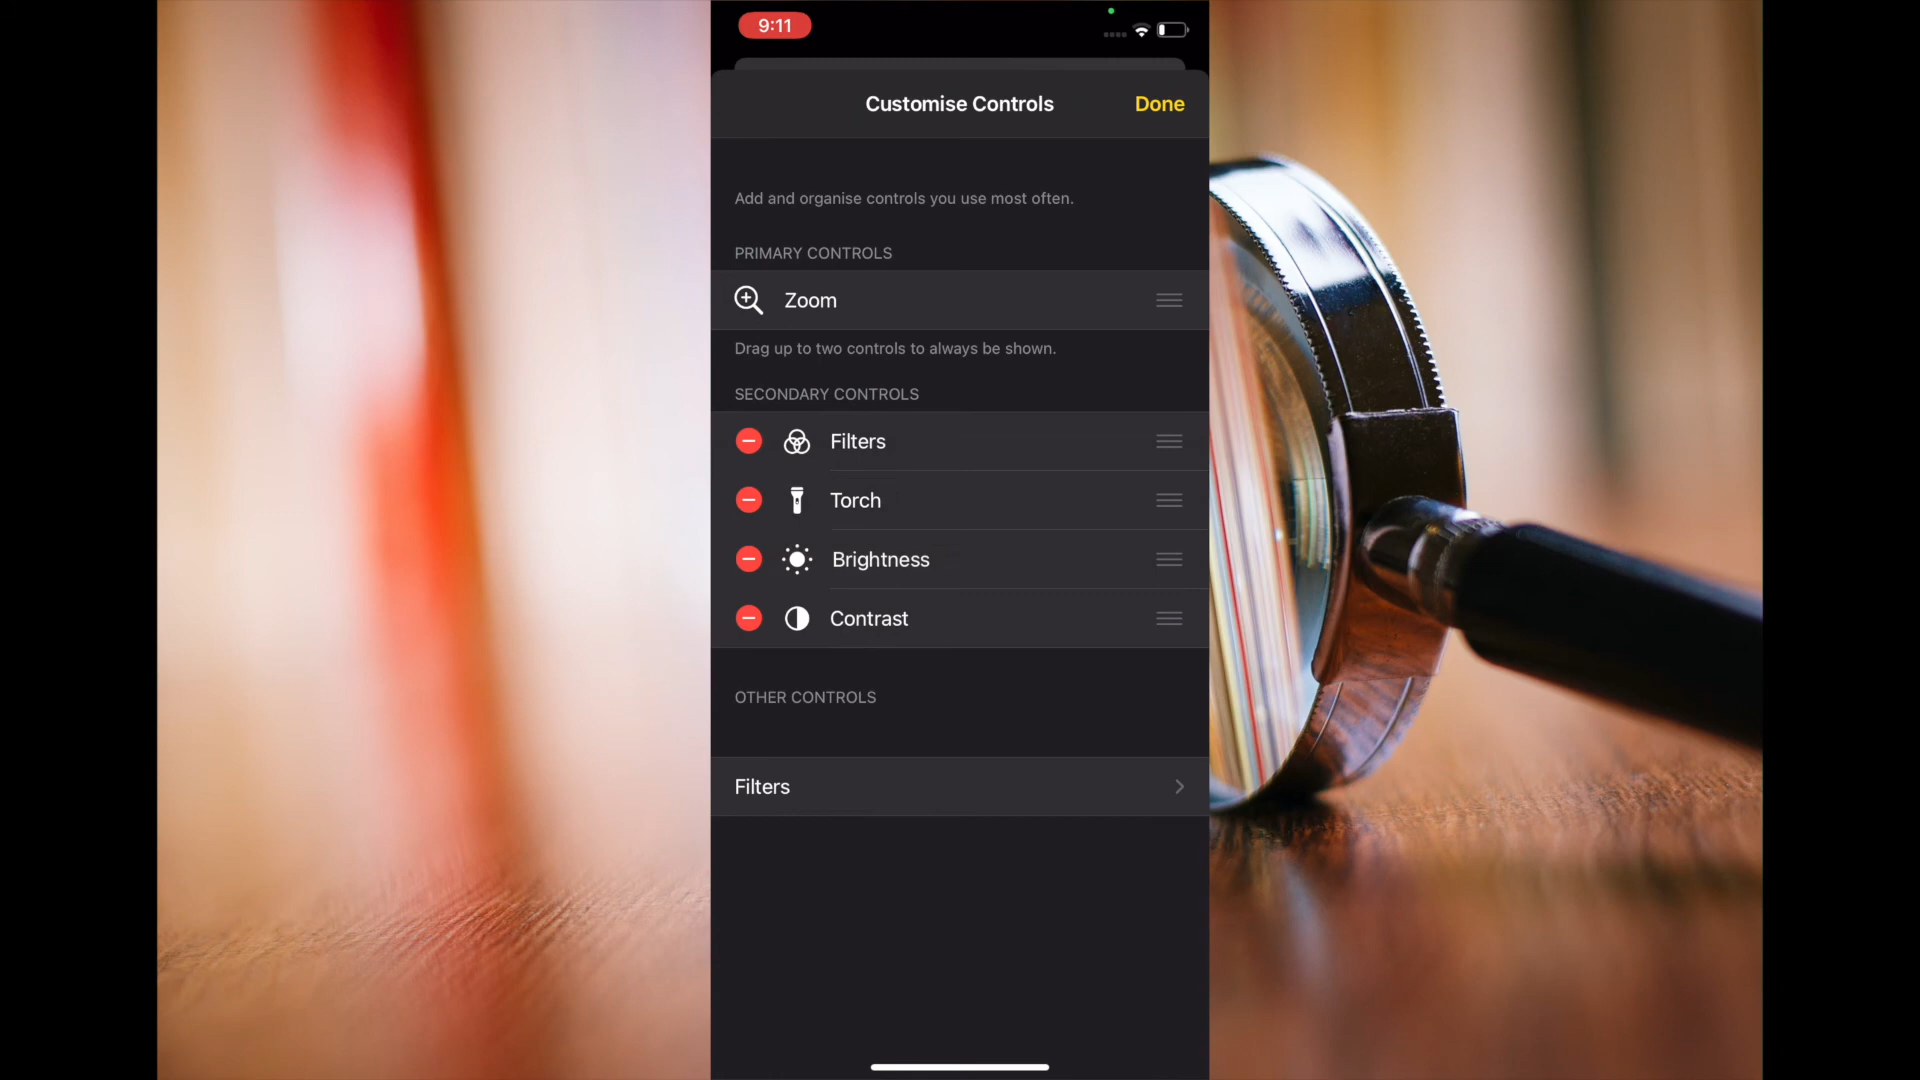 9:11
Customise Controls
Done
Add and organise controls you use most often.
PRIMARY CONTROLS
Zoom
Drag up to two controls to always be shown.
SECONDARY CONTROLS
Filters
Torch
Brightness
Contrast
OTHER CONTROLS
Filters